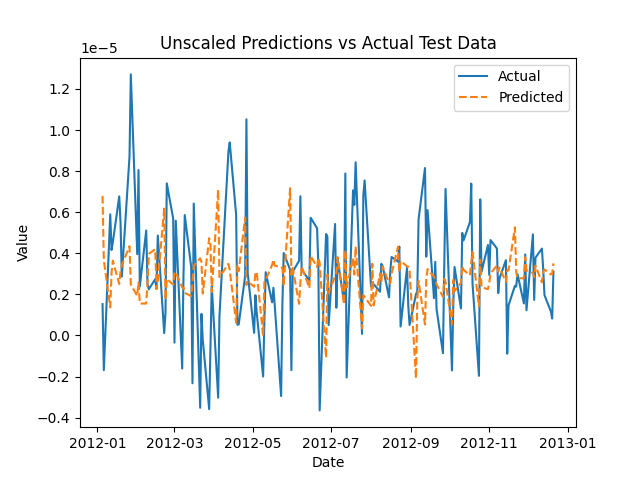 Unscaled Predictions vs Actual Test Data
1e−5
Actual
Predicted
1.2
1.0
0.8
0.6
0.4
0.2
0.0
−0.2
−0.4
Value
2012-01 2012-03 2012-05 2012-07 2012-09 2012-11 2013-01
Date